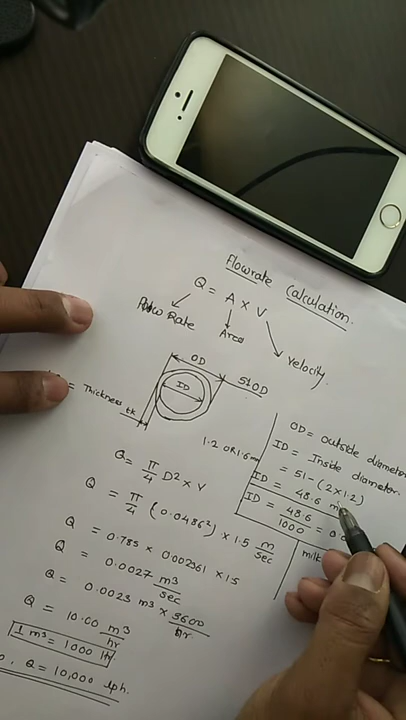 Flowrate Calculation.
Q = A × V
Flow Rate
Area
Velocity.
OD
ID
51OD
= Thickness tk
1.2 OR 1.6mm
OD = Outside diameter
ID = Inside diameter.
= 51 - (2×1.2)
ID = 48.6 m
ID = 48.6/1000 = 0.0
milk
Q = π/4 D² × V
Q = π/4 (0.0486²) × 1.5 m/sec
Q = 0.785 × 0.002361 × 1.5
Q = 0.0027 m³/sec
Q = 0.0023 m³ × 3600/hr.
Q = 10.00 m³/hr
1 m³ = 1000 ltr
Q = 10,000 lph.